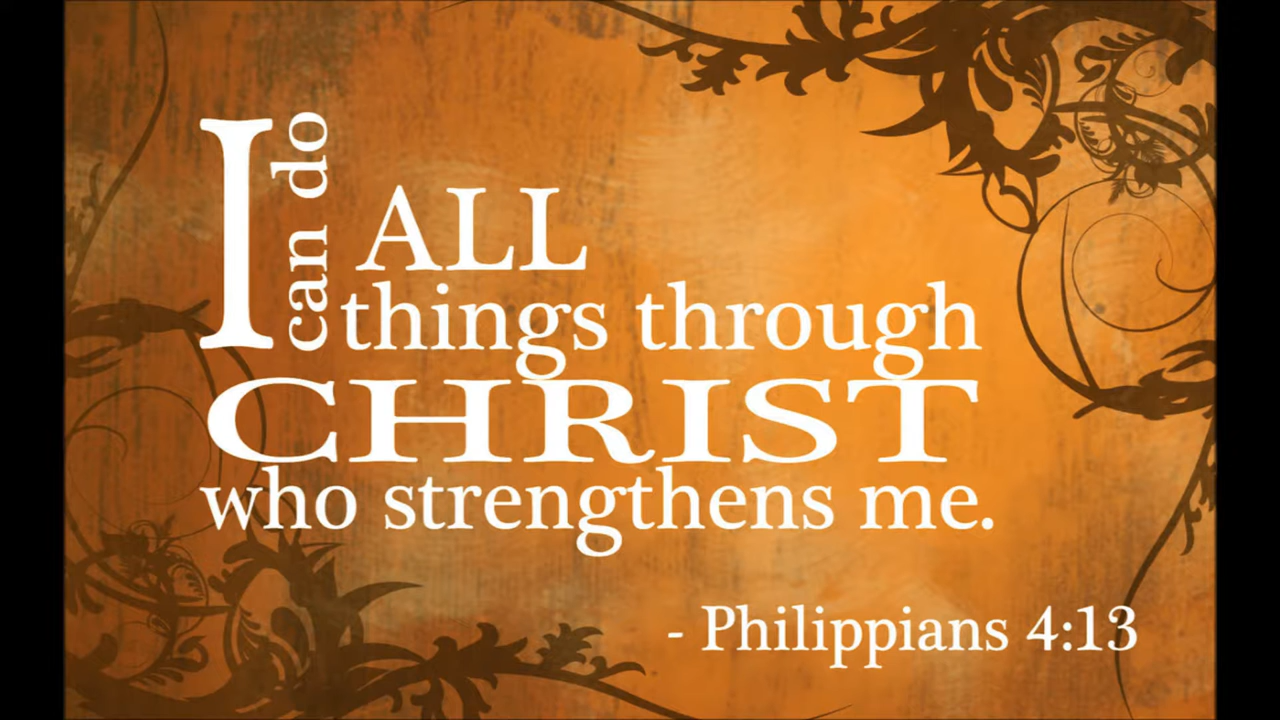 I can do ALL
things through
CHRIST
who strengthens me.
- Philippians 4:13